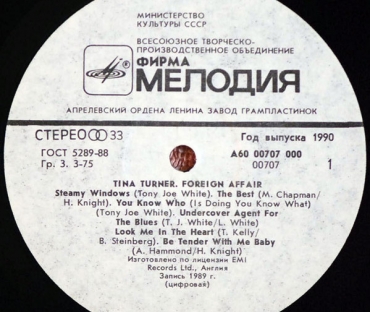 МИНИСТЕРСТВО
КУЛЬТУРЫ СССР
ВСЕСОЮЗНОЕ ТВОРЧЕСКО-
ПРОИЗВОДСТВЕННОЕ ОБЪЕДИНЕНИЕ
ФИРМА
МЕЛОДИЯ
АПРЕЛЕВСКИЙ ОРДЕНА ЛЕНИНА ЗАВОД ГРАМПЛАСТИНОК
СТЕРЕО 33
Год выпуска 1990
ГОСТ 5289-88
А60 00707 000
Гр. 3. 3-75
00707
1
TINA TURNER. FOREIGN AFFAIR
Steamy Windows (Tony Joe White). The Best (M. Chapman/
H. Knight). You Know Who (Is Doing You Know What)
(Tony Joe White). Undercover Agent For
The Blues (T. J. White/L. White)
Look Me In The Heart (T. Kelly/
B. Steinberg). Be Tender With Me Baby
(A. Hammond/H. Knight)
Изготовлено по лицензии EMI
Records Ltd., Англия
Запись 1989 г.
(цифровая)